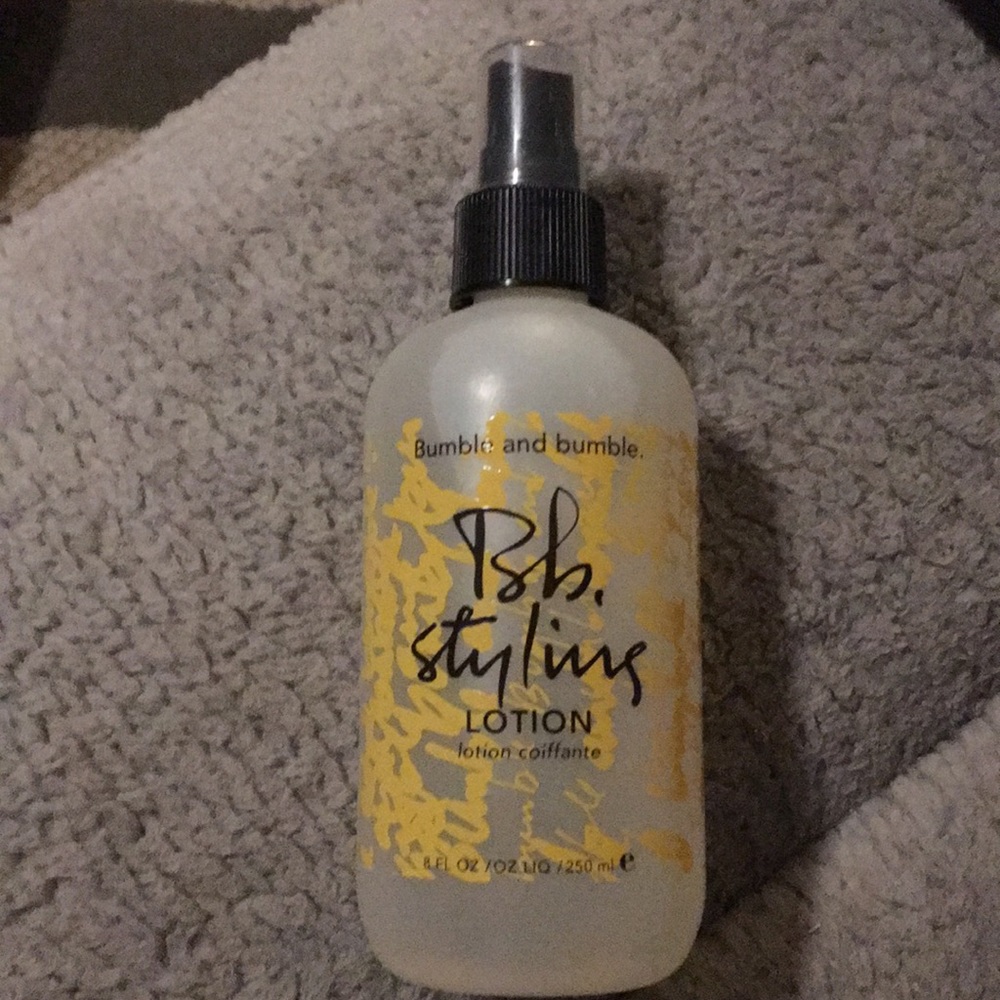 Bumble and bumble.
Bb.
styling
LOTION
lotion coiffante
8 FL OZ / OZ LIQ / 250 ml e